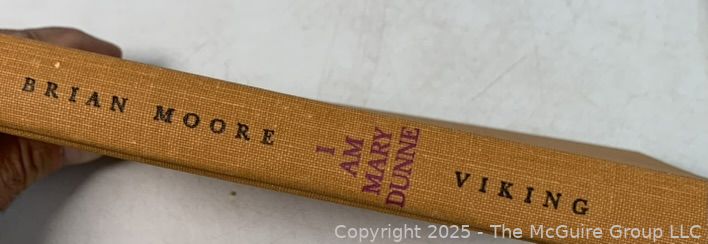 BRIAN MOORE
I
AM
MARY
DUNNE
VIKING
Copyright 2025 - The McGuire Group LLC